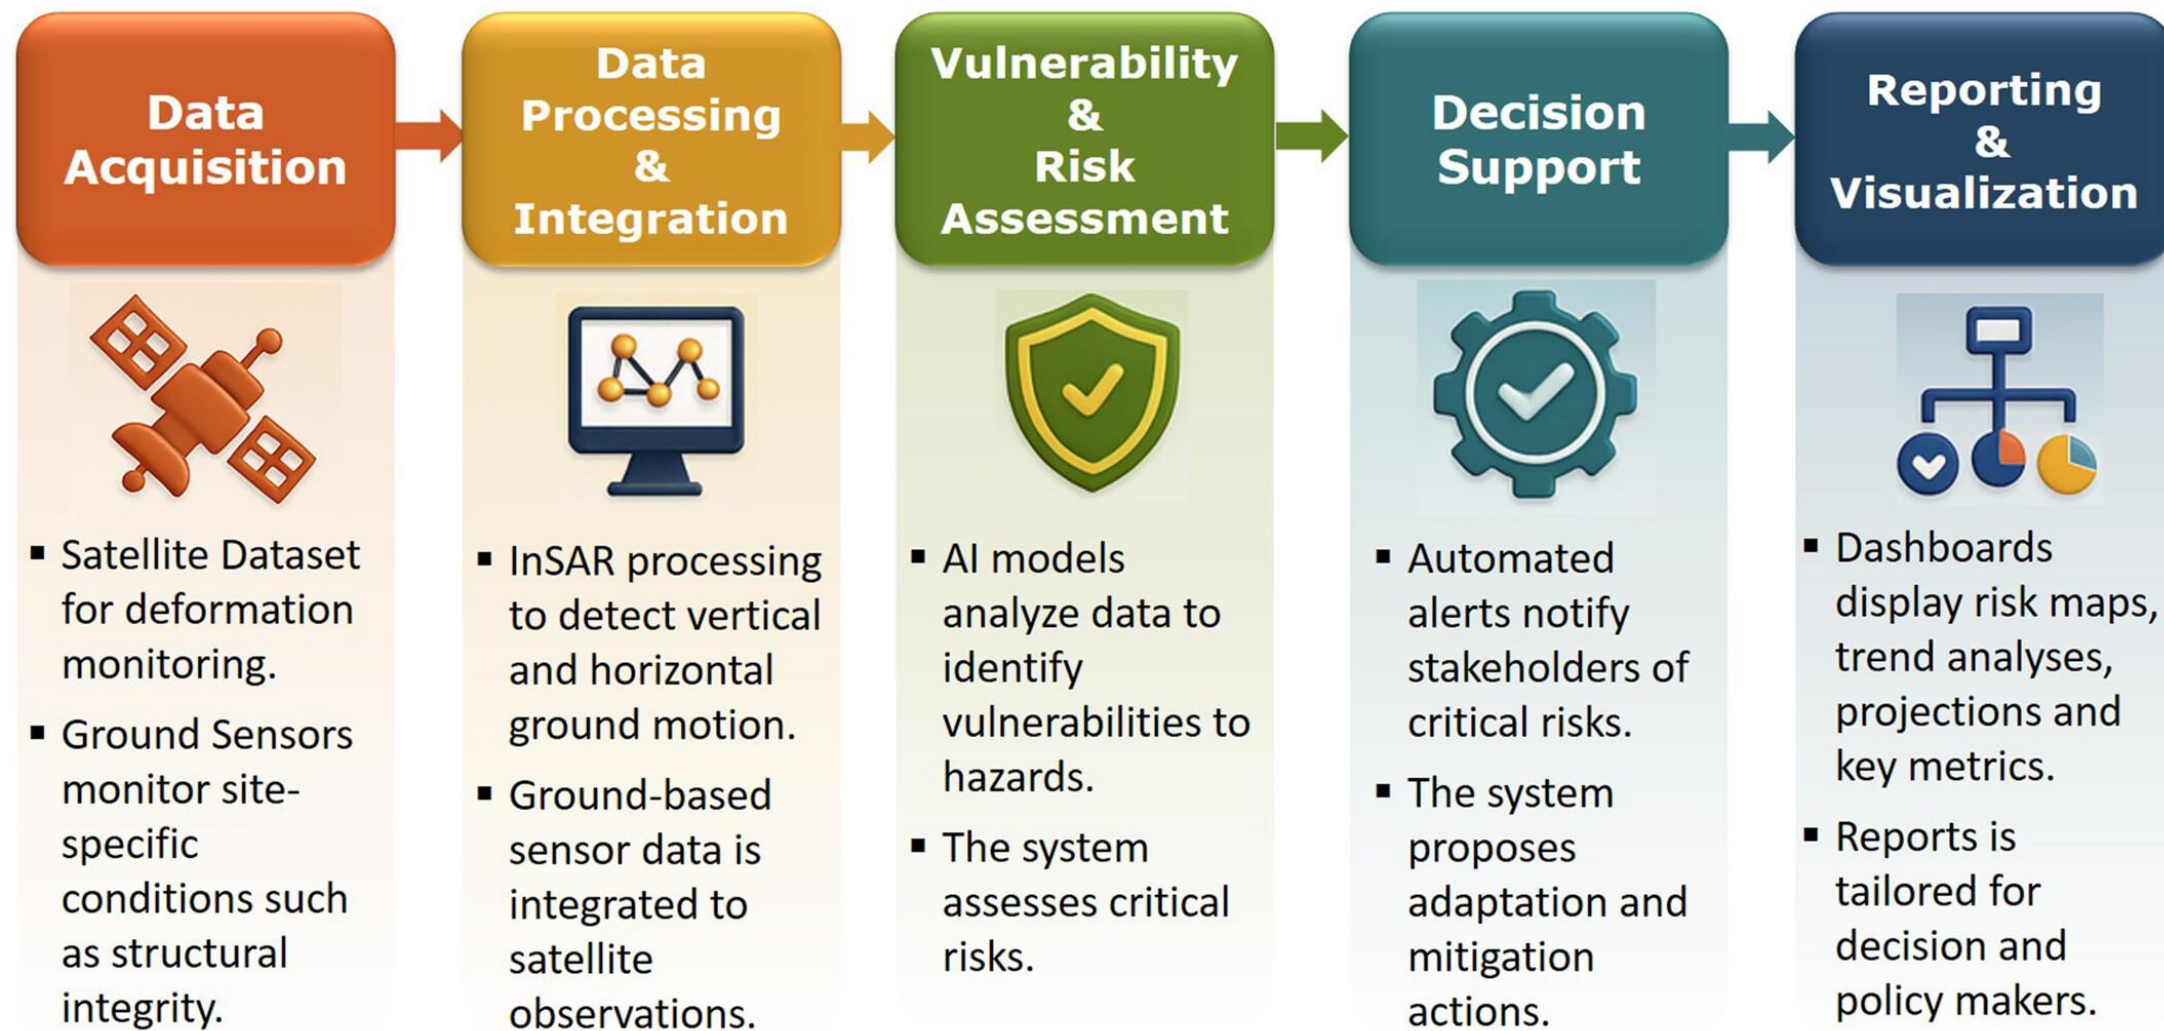 Data
Acquisition
Data
Processing
&
Integration
Vulnerability
&
Risk
Assessment
Decision
Support
Reporting
&
Visualization
▪ Satellite Dataset
for deformation
monitoring.
▪ Ground Sensors
monitor site-
specific
conditions such
as structural
integrity.
▪ InSAR processing
to detect vertical
and horizontal
ground motion.
▪ Ground-based
sensor data is
integrated to
satellite
observations.
▪ AI models
analyze data to
identify
vulnerabilities to
hazards.
▪ The system
assesses critical
risks.
▪ Automated
alerts notify
stakeholders of
critical risks.
▪ The system
proposes
adaptation and
mitigation
actions.
▪ Dashboards
display risk maps,
trend analyses,
projections and
key metrics.
▪ Reports is
tailored for
decision and
policy makers.